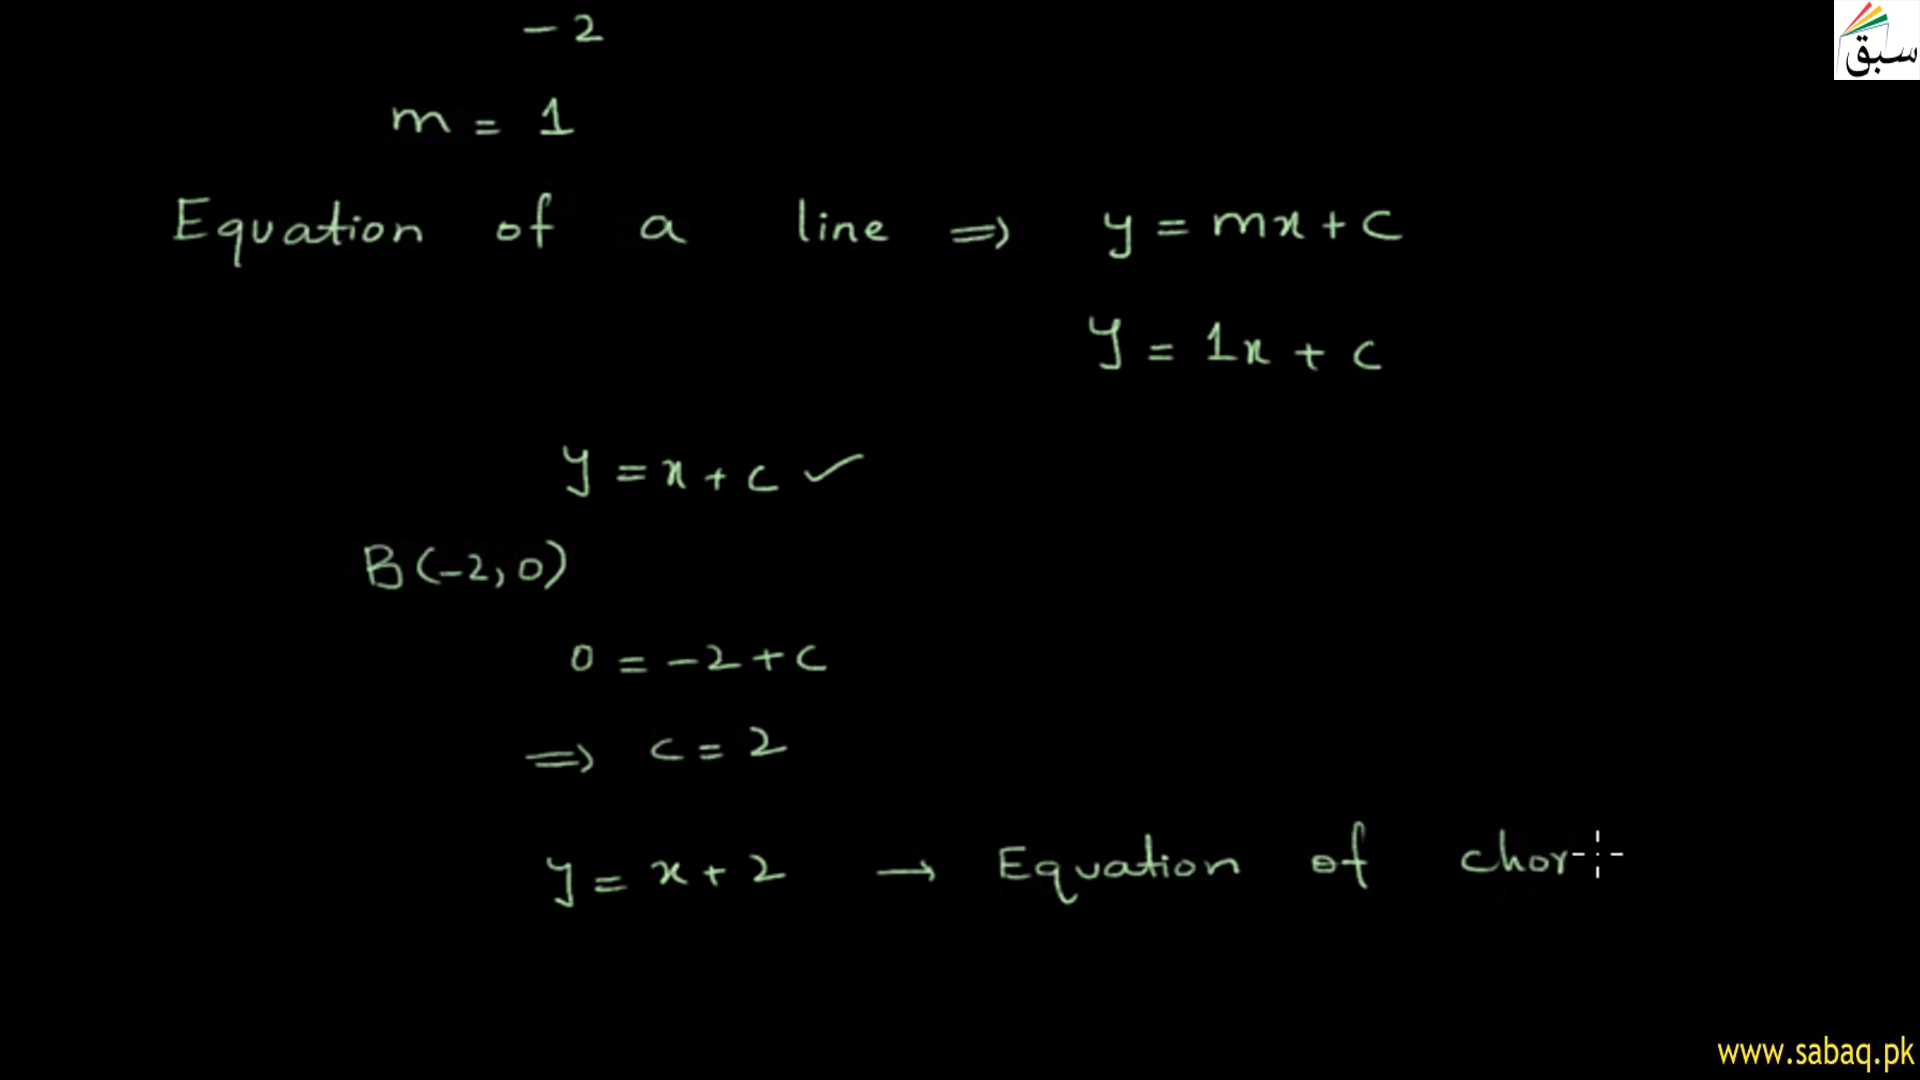 سبق
- 2
m = 1
Equation of a line ⇒ y = mx + c
y = 1x + c
y = x + c ✓
B(-2, 0)
0 = -2 + c
⇒ c = 2
y = x + 2 → Equation of chor
www.sabaq.pk